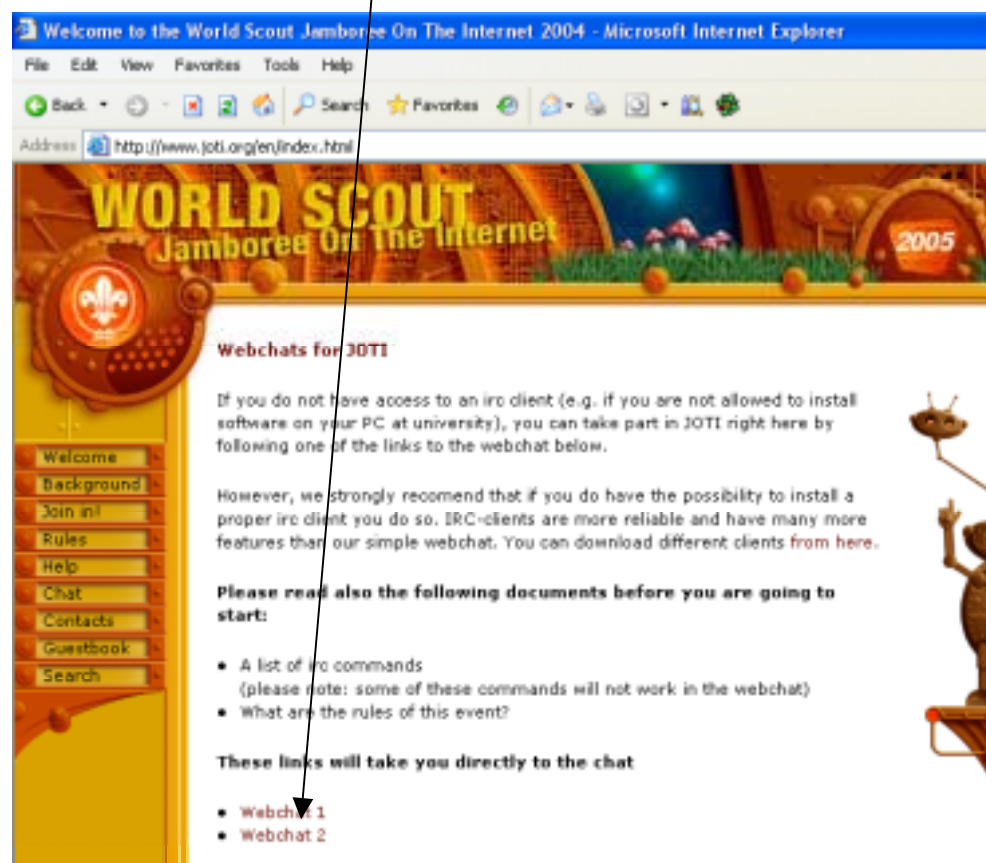 Welcome to the World Scout Jamboree On The Internet 2004 - Microsoft Internet Explorer
File Edit View Favorites Tools Help
Back Search Favorites
Address http://www.joti.org/en/index.html
WORLD SCOUT
Jamboree On The Internet
2005
Webchats for JOTI
If you do not have access to an irc client (e.g. if you are not allowed to install
software on your PC at university), you can take part in JOTI right here by
following one of the links to the webchat below.
However, we strongly recomend that if you do have the possibility to install a
proper irc client you do so. IRC-clients are more reliable and have many more
features than our simple webchat. You can download different clients from here.
Please read also the following documents before you are going to
start:
• A list of irc commands
(please note: some of these commands will not work in the webchat)
• What are the rules of this event?
These links will take you directly to the chat
• Webchat 1
• Webchat 2
Welcome
Background
Join in!
Rules
Help
Chat
Contacts
Guestbook
Search